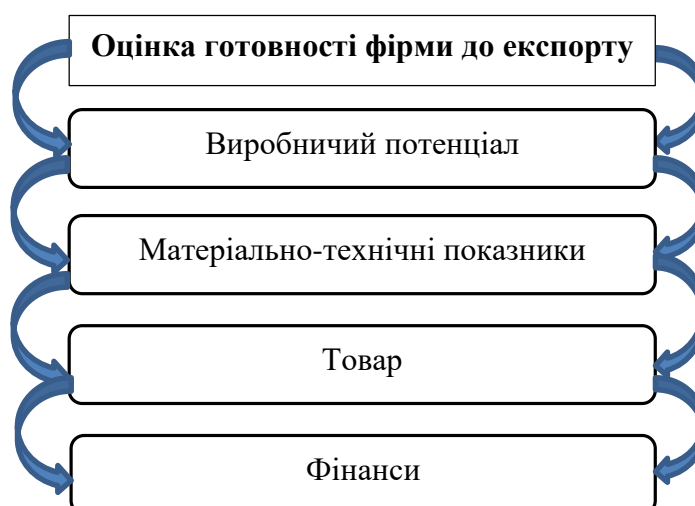 Оцінка готовності фірми до експорту
Виробничий потенціал
Матеріально-технічні показники
Товар
Фінанси